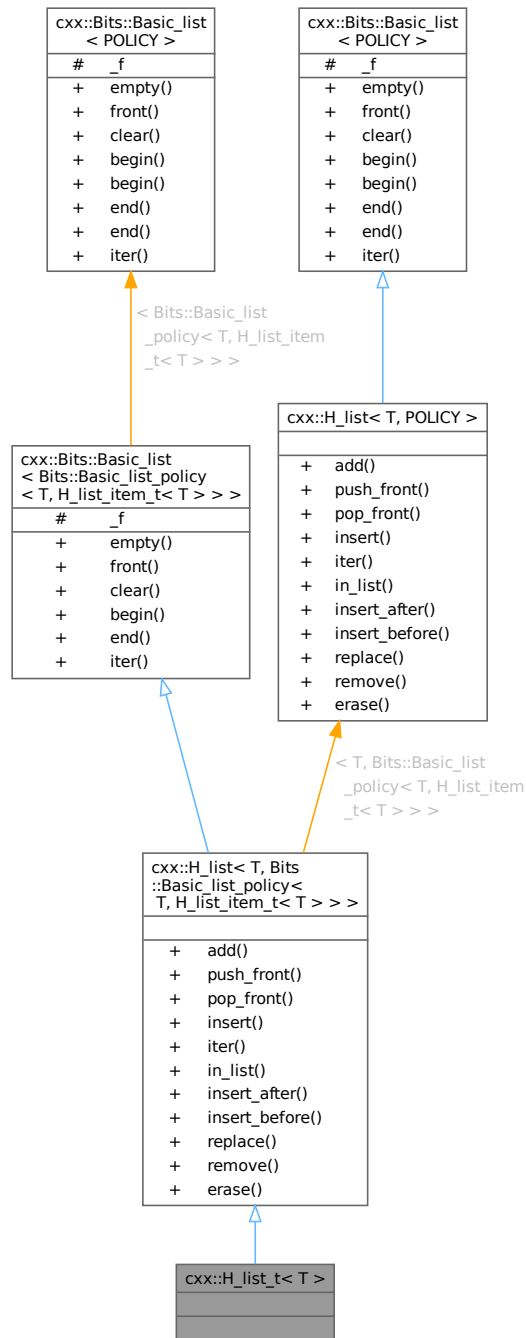 cxx::Bits::Basic_list
< POLICY >
# _f
+ empty()
+ front()
+ clear()
+ begin()
+ begin()
+ end()
+ end()
+ iter()
cxx::Bits::Basic_list
< POLICY >
# _f
+ empty()
+ front()
+ clear()
+ begin()
+ begin()
+ end()
+ end()
+ iter()
< Bits::Basic_list
_policy< T, H_list_item
_t< T > > >
cxx::Bits::Basic_list
< Bits::Basic_list_policy
< T, H_list_item_t< T > > >
# _f
+ empty()
+ front()
+ clear()
+ begin()
+ end()
+ iter()
cxx::H_list< T, POLICY >
+ add()
+ push_front()
+ pop_front()
+ insert()
+ iter()
+ in_list()
+ insert_after()
+ insert_before()
+ replace()
+ remove()
+ erase()
< T, Bits::Basic_list
_policy< T, H_list_item
_t< T > > >
cxx::H_list< T, Bits
::Basic_list_policy<
T, H_list_item_t< T > > >
+ add()
+ push_front()
+ pop_front()
+ insert()
+ iter()
+ in_list()
+ insert_after()
+ insert_before()
+ replace()
+ remove()
+ erase()
cxx::H_list_t< T >